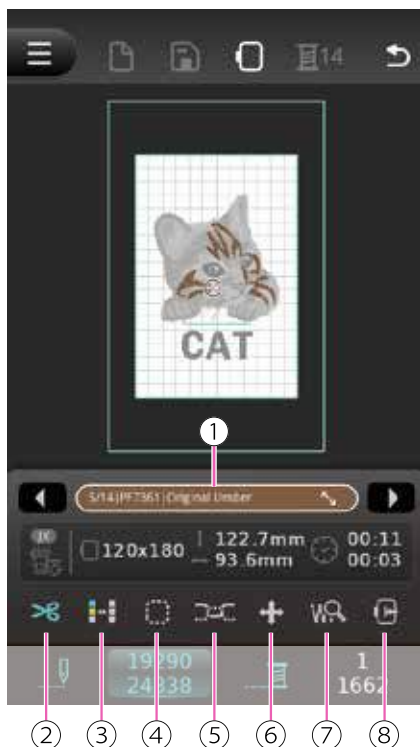 14
CAT
①
5/14|PF7361|Original Umber
120x180
122.7mm
93.6mm
00:11
00:03
19290
24338
1
1662
② ③ ④ ⑤ ⑥ ⑦ ⑧